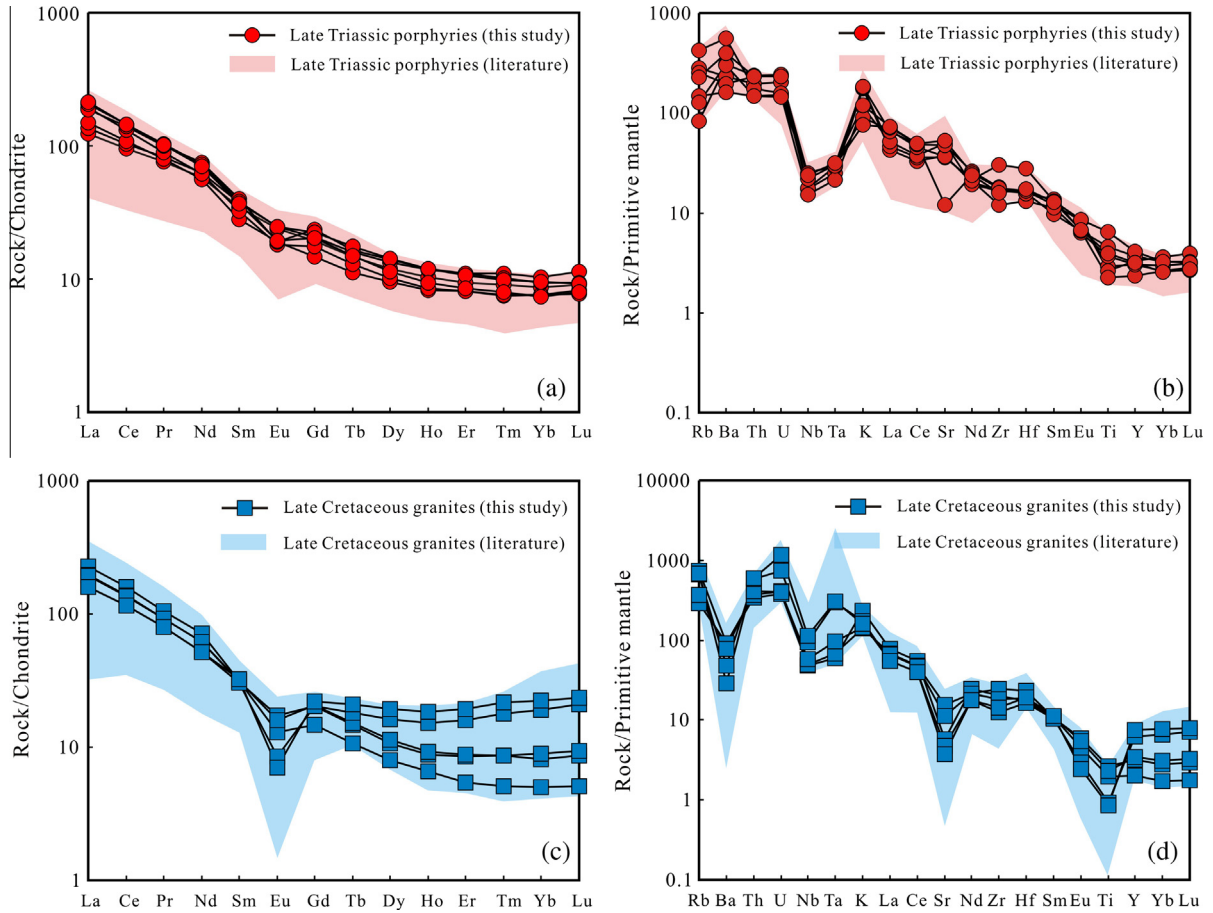 1000
100
10
1
Rock/Chondrite
Late Triassic porphyries (this study)
Late Triassic porphyries (literature)
(a)
La Ce Pr Nd Sm Eu Gd Tb Dy Ho Er Tm Yb Lu
1000
100
10
1
0.1
Rock/Primitive mantle
Late Triassic porphyries (this study)
Late Triassic porphyries (literature)
(b)
Rb Ba Th U Nb Ta K La Ce Sr Nd Zr Hf Sm Eu Ti Y Yb Lu
1000
100
10
1
Rock/Chondrite
Late Cretaceous granites (this study)
Late Cretaceous granites (literature)
(c)
La Ce Pr Nd Sm Eu Gd Tb Dy Ho Er Tm Yb Lu
10000
1000
100
10
1
0.1
Rock/Primitive mantle
Late Cretaceous granites (this study)
Late Cretaceous granites (literature)
(d)
Rb Ba Th U Nb Ta K La Ce Sr Nd Zr Hf Sm Eu Ti Y Yb Lu